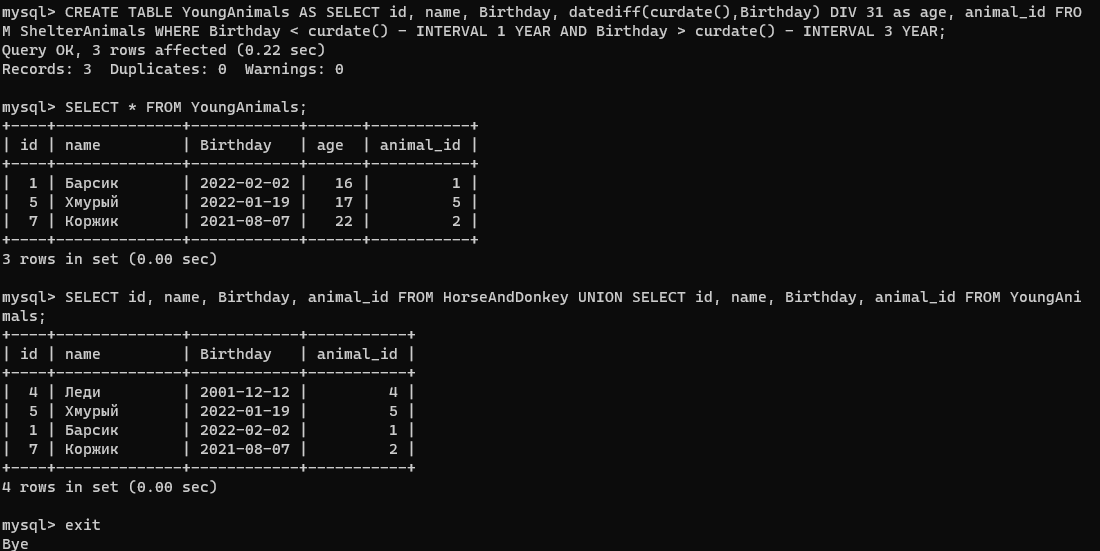 mysql> CREATE TABLE YoungAnimals AS SELECT id, name, Birthday, datediff(curdate(),Birthday) DIV 31 as age, animal_id FRO
M ShelterAnimals WHERE Birthday < curdate() - INTERVAL 1 YEAR AND Birthday > curdate() - INTERVAL 3 YEAR;
Query OK, 3 rows affected (0.22 sec)
Records: 3  Duplicates: 0  Warnings: 0

mysql> SELECT * FROM YoungAnimals;
+----+--------------+------------+------+-----------+
| id | name         | Birthday   | age  | animal_id |
+----+--------------+------------+------+-----------+
|  1 | Барсик       | 2022-02-02 |   16 |         1 |
|  5 | Хмурый       | 2022-01-19 |   17 |         5 |
|  7 | Коржик       | 2021-08-07 |   22 |         2 |
+----+--------------+------------+------+-----------+
3 rows in set (0.00 sec)

mysql> SELECT id, name, Birthday, animal_id FROM HorseAndDonkey UNION SELECT id, name, Birthday, animal_id FROM YoungAni
mals;
+----+--------------+------------+-----------+
| id | name         | Birthday   | animal_id |
+----+--------------+------------+-----------+
|  4 | Леди         | 2001-12-12 |         4 |
|  5 | Хмурый       | 2022-01-19 |         5 |
|  1 | Барсик       | 2022-02-02 |         1 |
|  7 | Коржик       | 2021-08-07 |         2 |
+----+--------------+------------+-----------+
4 rows in set (0.00 sec)

mysql> exit
Bye